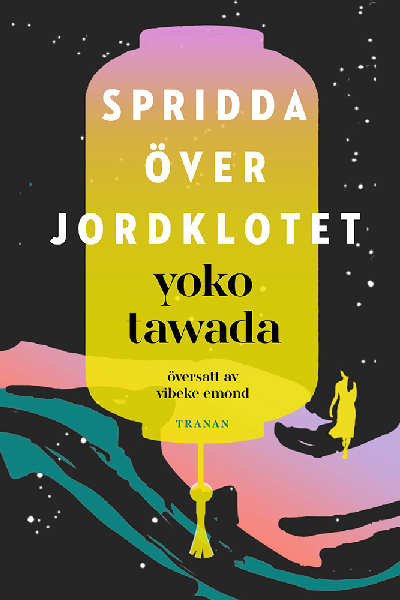 SPRIDDA
ÖVER
JORDKLOTET
yoko
tawada
översatt av
vibeke emond
TRANAN